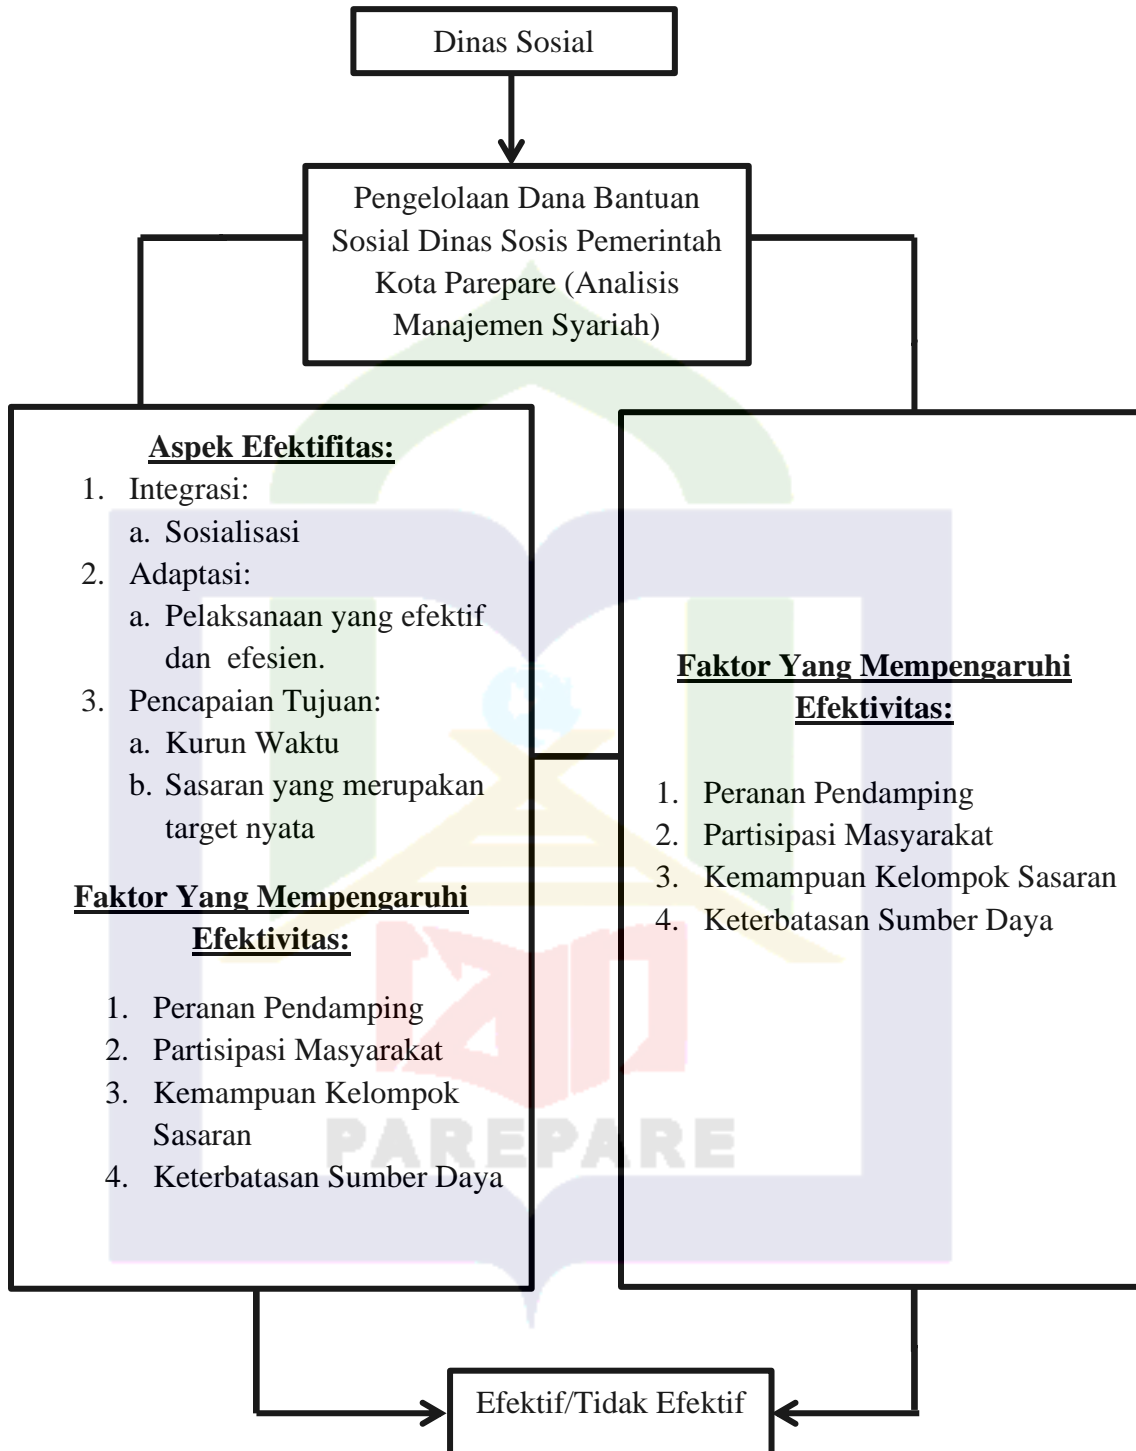 Dinas Sosial
Pengelolaan Dana Bantuan
Sosial Dinas Sosis Pemerintah
Kota Parepare (Analisis
Manajemen Syariah)
Aspek Efektifitas:
1. Integrasi:
a. Sosialisasi
2. Adaptasi:
a. Pelaksanaan yang efektif
dan efesien.
3. Pencapaian Tujuan:
a. Kurun Waktu
b. Sasaran yang merupakan
target nyata
Faktor Yang Mempengaruhi
Efektivitas:
1. Peranan Pendamping
2. Partisipasi Masyarakat
3. Kemampuan Kelompok
Sasaran
4. Keterbatasan Sumber Daya
Faktor Yang Mempengaruhi
Efektivitas:
1. Peranan Pendamping
2. Partisipasi Masyarakat
3. Kemampuan Kelompok Sasaran
4. Keterbatasan Sumber Daya
PAREPARE
Efektif/Tidak Efektif